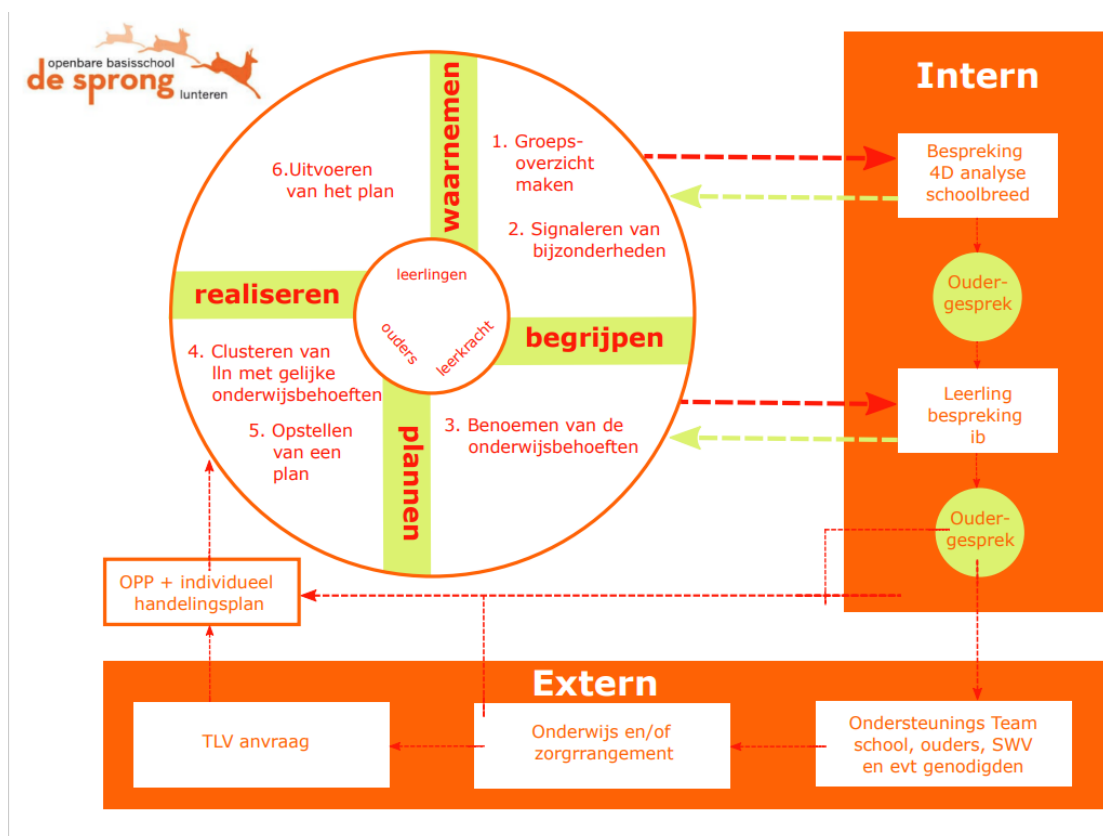 openbare basisschool
de sprong
lunteren
waarnemen
1. Groeps-
overzicht
maken
2. Signaleren van
bijzonderheden
begrijpen
3. Benoemen van de
onderwijsbehoeften
plannen
4. Clusteren van
lln met gelijke
onderwijsbehoeften
5. Opstellen
van een
plan
realiseren
6.Uitvoeren
van het plan
leerlingen
ouders
leerkracht
Intern
Bespreking
4D analyse
schoolbreed
Ouder-
gesprek
Leerling
bespreking
ib
Ouder-
gesprek
OPP + individueel
handelingsplan
Extern
TLV anvraag
Onderwijs en/of
zorgrrangement
Ondersteunings Team
school, ouders, SWV
en evt genodigden